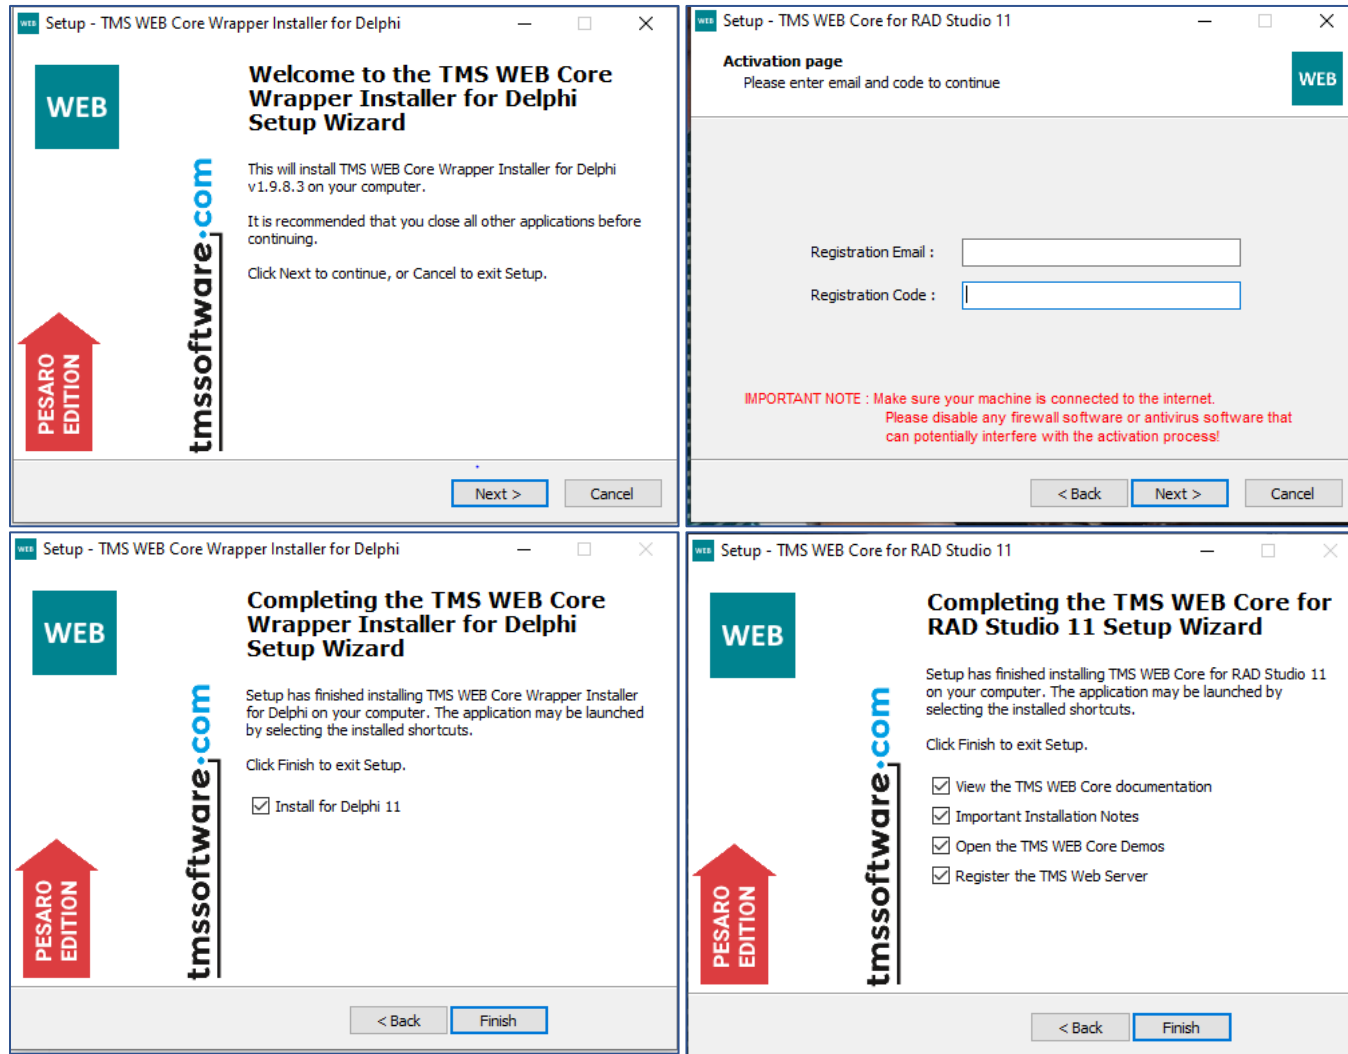 WEB Setup - TMS WEB Core Wrapper Installer for Delphi
WEB
Welcome to the TMS WEB Core
Wrapper Installer for Delphi
Setup Wizard
This will install TMS WEB Core Wrapper Installer for Delphi
v1.9.8.3 on your computer.
It is recommended that you close all other applications before
continuing.
Click Next to continue, or Cancel to exit Setup.
tmssoftware.com
PESARO
EDITION
Next >
Cancel
WEB Setup - TMS WEB Core for RAD Studio 11
Activation page
Please enter email and code to continue
WEB
Registration Email :
Registration Code :
IMPORTANT NOTE : Make sure your machine is connected to the internet.
Please disable any firewall software or antivirus software that
can potentially interfere with the activation process!
< Back
Next >
Cancel
WEB Setup - TMS WEB Core Wrapper Installer for Delphi
WEB
Completing the TMS WEB Core
Wrapper Installer for Delphi
Setup Wizard
Setup has finished installing TMS WEB Core Wrapper Installer
for Delphi on your computer. The application may be launched
by selecting the installed shortcuts.
Click Finish to exit Setup.
Install for Delphi 11
tmssoftware.com
PESARO
EDITION
< Back
Finish
WEB Setup - TMS WEB Core for RAD Studio 11
WEB
Completing the TMS WEB Core for
RAD Studio 11 Setup Wizard
Setup has finished installing TMS WEB Core for RAD Studio 11
on your computer. The application may be launched by
selecting the installed shortcuts.
Click Finish to exit Setup.
View the TMS WEB Core documentation
Important Installation Notes
Open the TMS WEB Core Demos
Register the TMS Web Server
tmssoftware.com
PESARO
EDITION
< Back
Finish